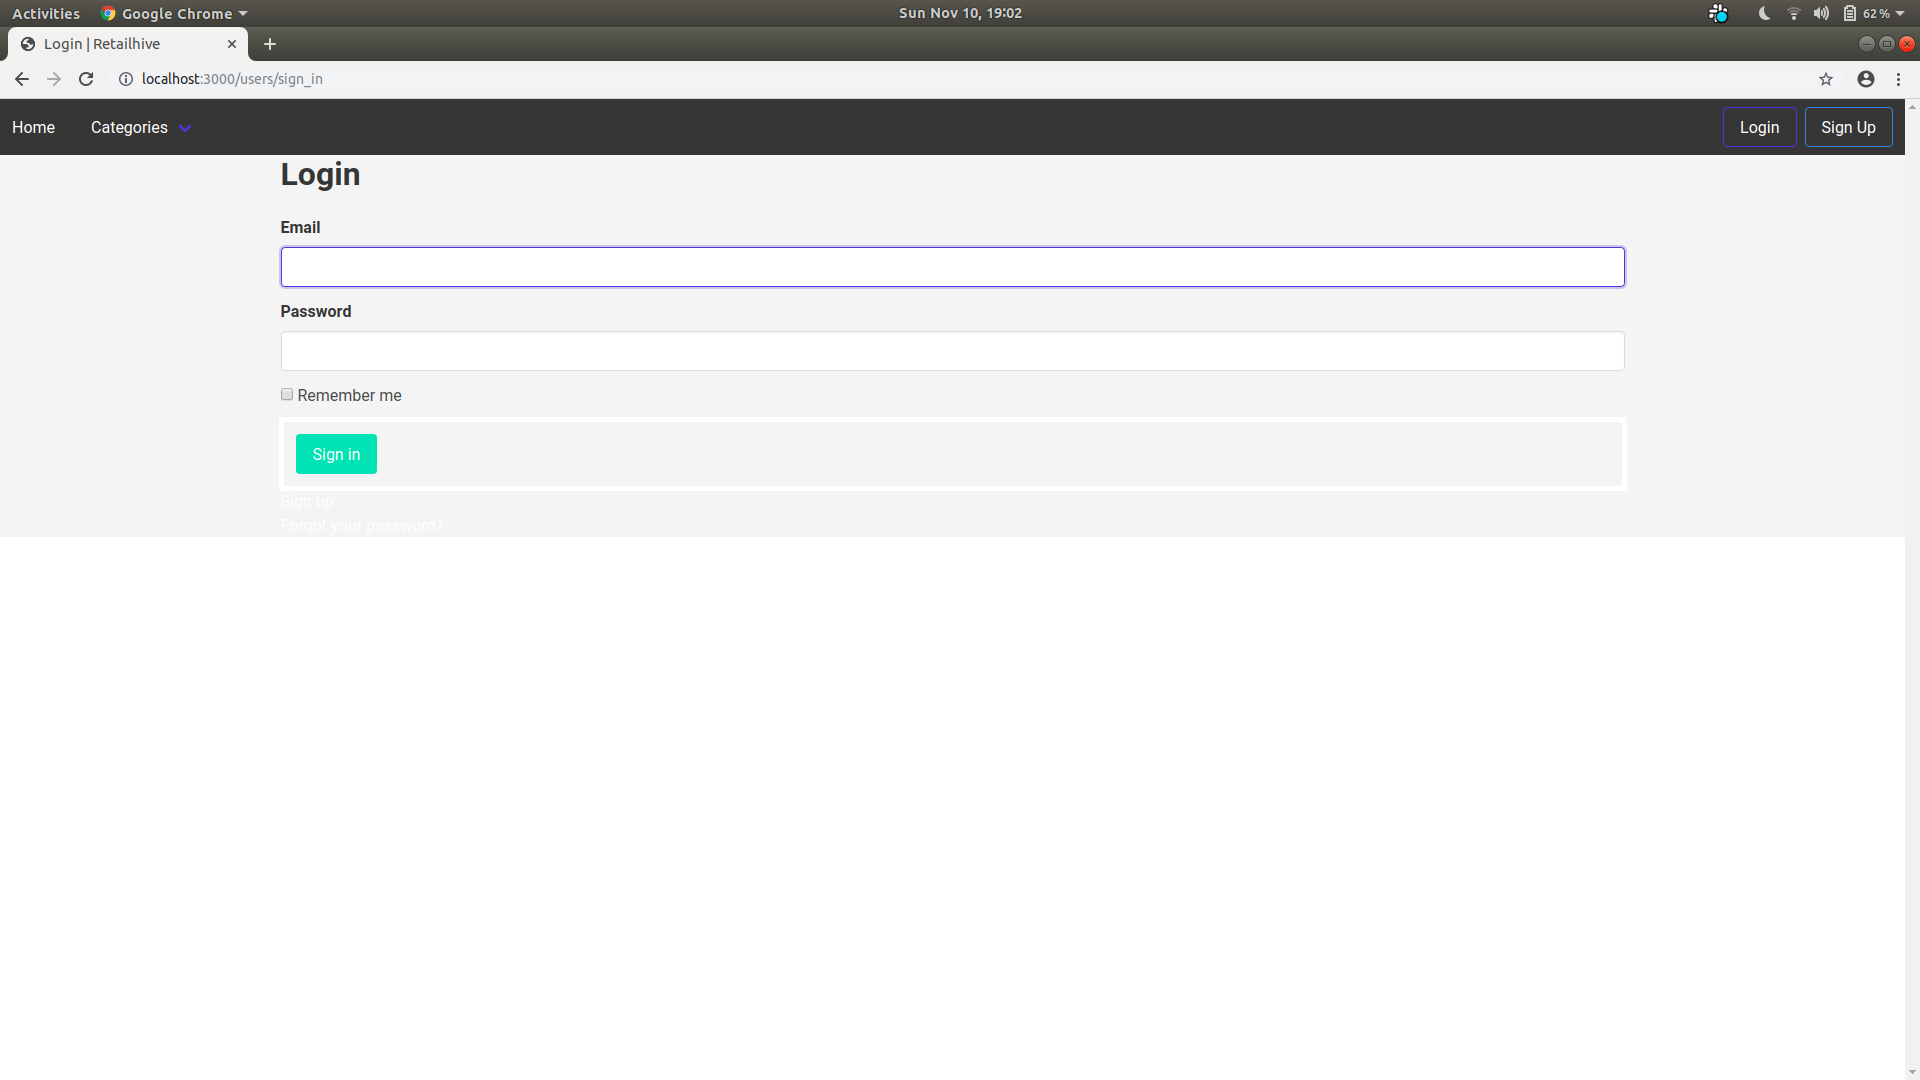 Activities Google Chrome Sun Nov 10, 19:02 62%
Login | Retailhive
localhost:3000/users/sign_in
Home Categories Login Sign Up
Login
Email
Password
Remember me
Sign in
Sign up
Forgot your password?